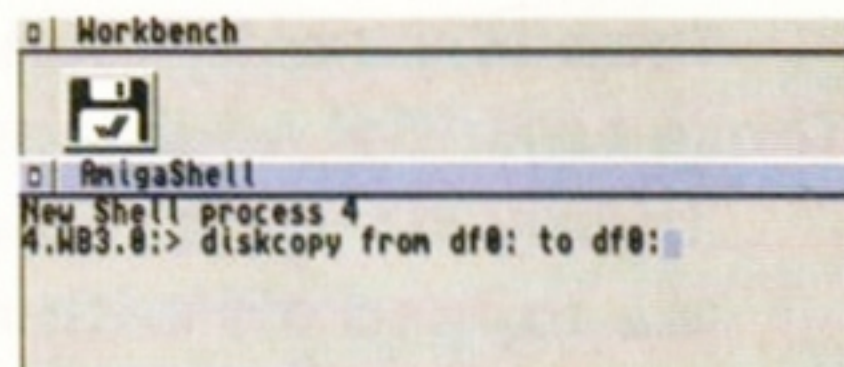 Workbench
AmigaShell
New Shell process 4
4.WB3.0:> diskcopy from df0: to df0: